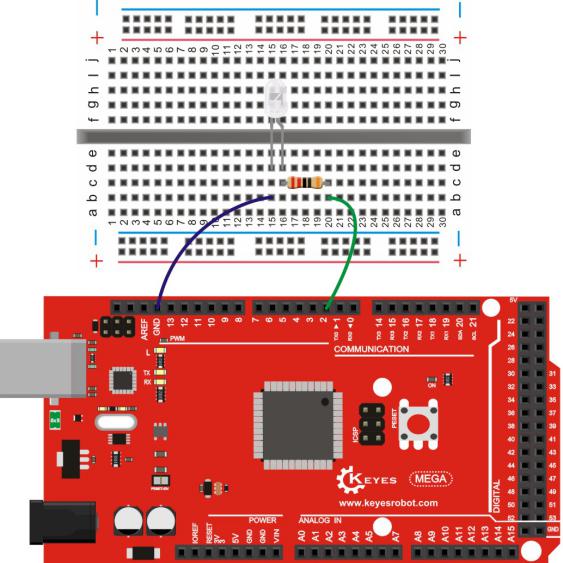 + 1 2 3 4 5 6 7 8 9 10 11 12 13 14 15 16 17 18 19 20 21 22 23 24 25 26 27 28 29 30 +
j j
i i
h h
g g
f f
e e
d d
c c
b b
a a
1 2 3 4 5 6 7 8 9 10 11 12 13 14 15 16 17 18 19 20 21 22 23 24 25 26 27 28 29 30
+ +
5V
AREF GND 13 12 11 10 9 8 7 6 5 4 3 2 1 0 14 15 16 17 18 19 20 21
TX0 RX0 TX3 RX3 TX2 RX2 TX1 RX1 SDA SCL
PWM
COMMUNICATION
L
TX
RX
ON
ICSP
RESET
22
24
26
28
30 31
32 33
34 35
36 37
38 39
40 41
42 43
44 45
46 47
48 49
50 51
52 53
GND
DIGITAL
KEYES MEGA
www.keyesrobot.com
POWER
ANALOG IN
IOREF RESET 3V3 5V GND GND VIN A0 A1 A2 A3 A4 A5 A7 A8 A9 A10 A11 A12 A13 A14 A15